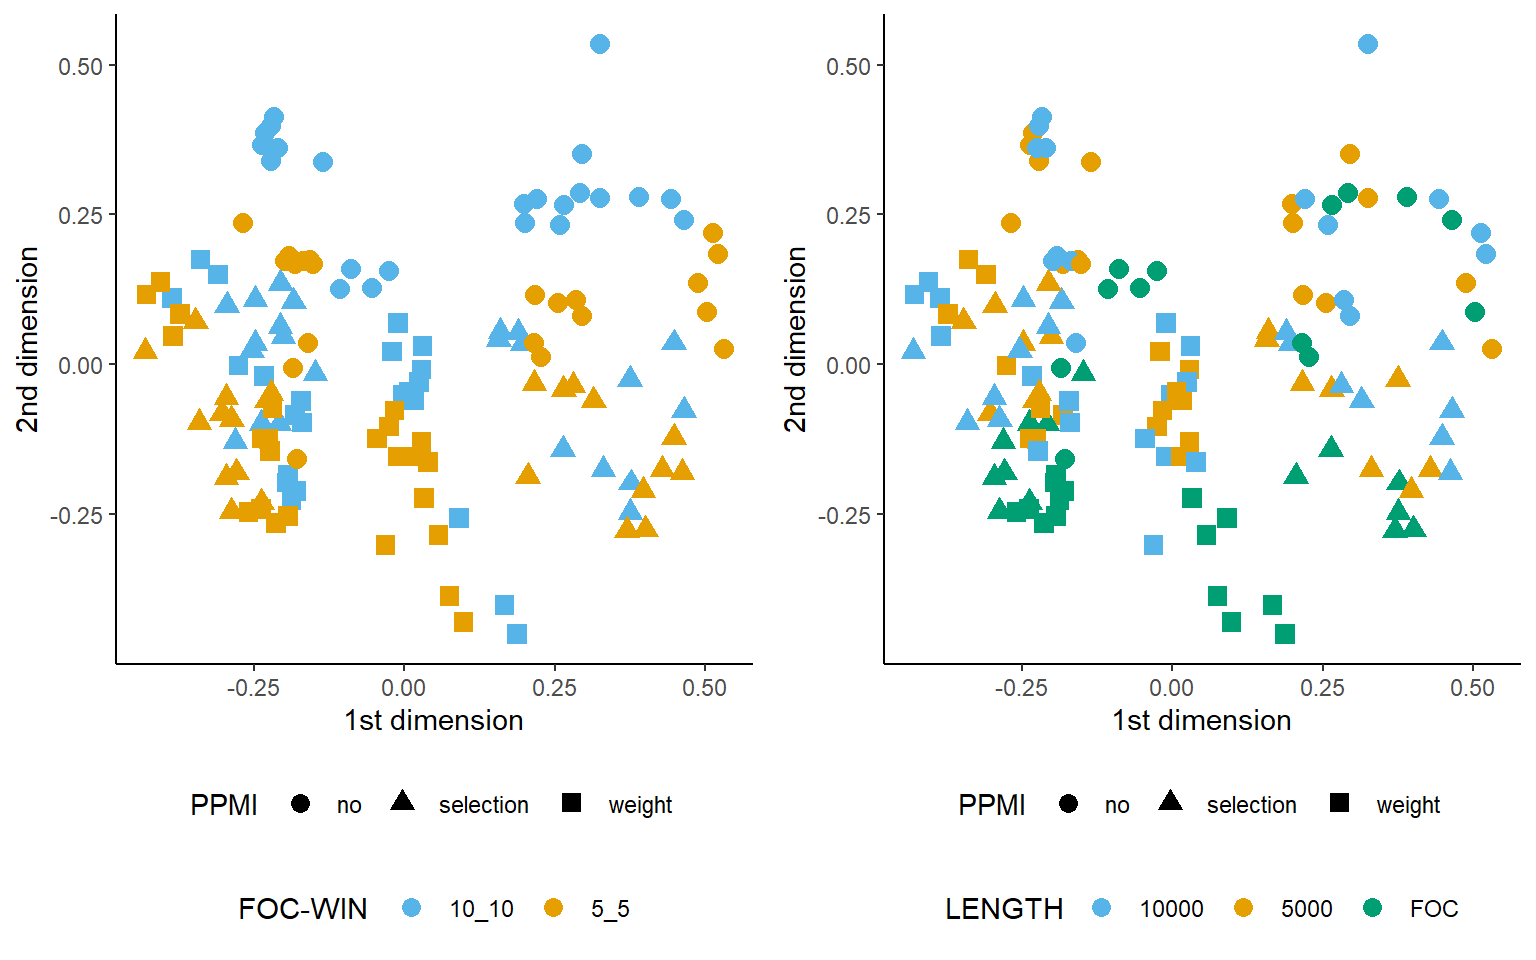 0.50
0.25
0.00
-0.25
2nd dimension
-0.25 0.00 0.25 0.50
1st dimension
PPMI no selection weight
FOC-WIN 10_10 5_5
0.50
0.25
0.00
-0.25
2nd dimension
-0.25 0.00 0.25 0.50
1st dimension
PPMI no selection weight
LENGTH 10000 5000 FOC